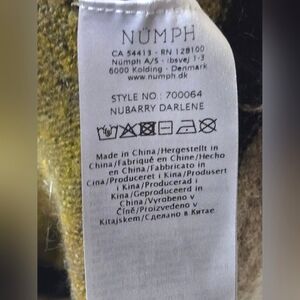 NÜMPH
CA 54413 - RN 128100
Nümph A/S - Ibsvej 1-3
6000 Kolding - Denmark
www.numph.dk
STYLE NO.: 700064
NUBARRY DARLENE
Made in China/Hergestellt in
China/Fabriqué en Chine/Hecho
en China/Fabbricato in
Cina/Produceret i Kina/Produsert
i Kina/Producerad i
Kina/Geproduceerd in
China/Vyrobeno v
Číně/Proizvedeno v
Kitajskem/Сделано в Китае